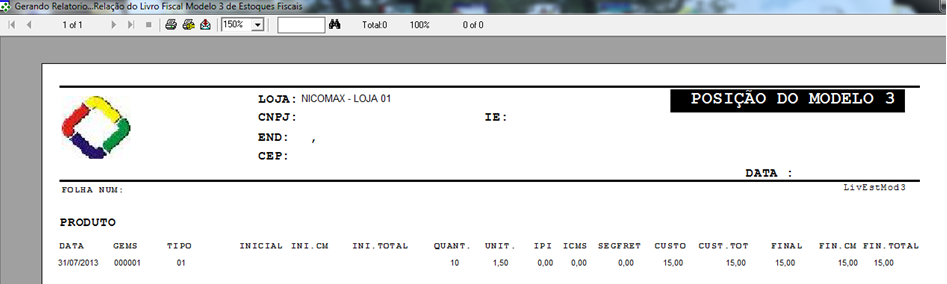 Gerando Relatorio...Relação do Livro Fiscal Modelo 3 de Estoques Fiscais
1 of 1 150% Total:0 100% 0 of 0
LOJA: NICOMAX - LOJA 01 POSIÇÃO DO MODELO 3
CNPJ: IE:
END: ,
CEP:
DATA :
FOLHA NUM: LivEstMod3
PRODUTO
DATA GEMS TIPO INICIAL INI.CM INI.TOTAL QUANT. UNIT. IPI ICMS SEGFRET CUSTO CUST.TOT FINAL FIN.CM FIN.TOTAL
31/07/2013 000001 01 10 1,50 0,00 0,00 0,00 15,00 15,00 15,00 15,00 15,00